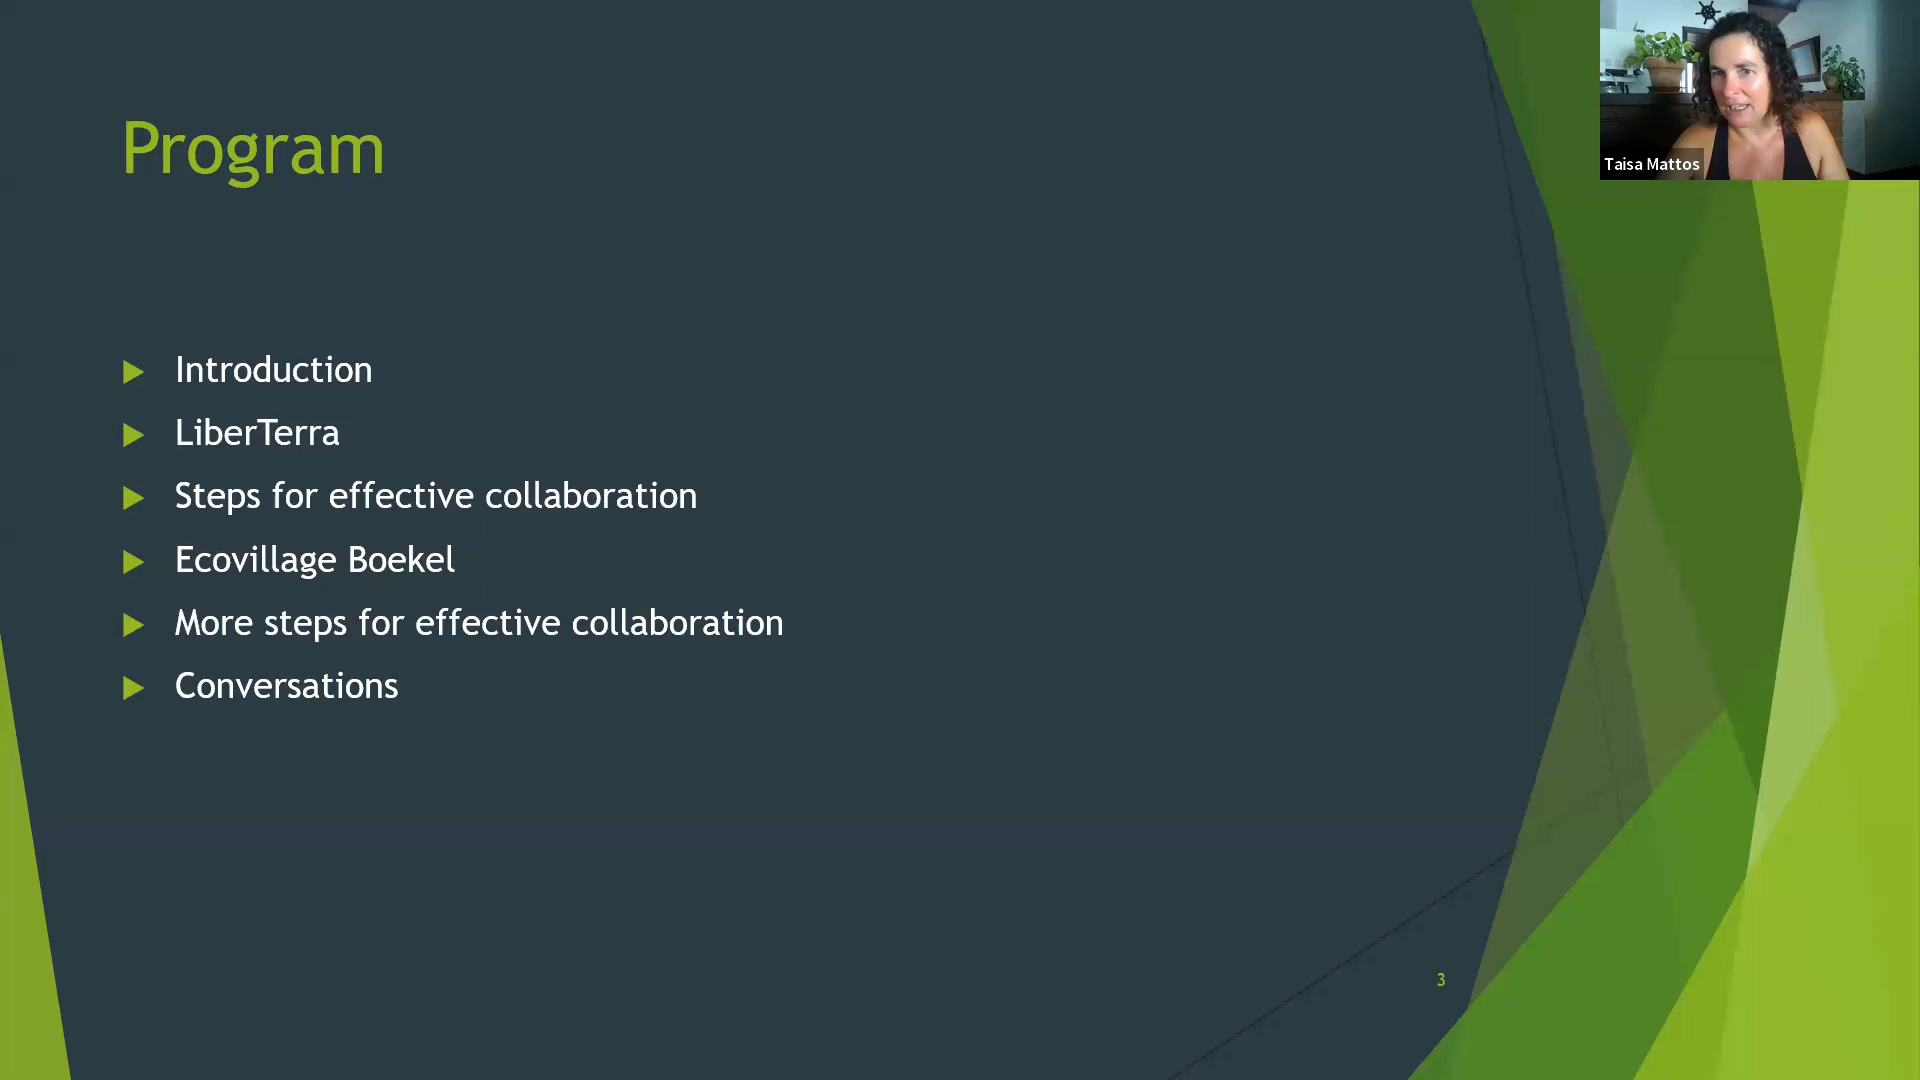 Program
Introduction
LiberTerra
Steps for effective collaboration
Ecovillage Boekel
More steps for effective collaboration
Conversations
3
Taisa Mattos